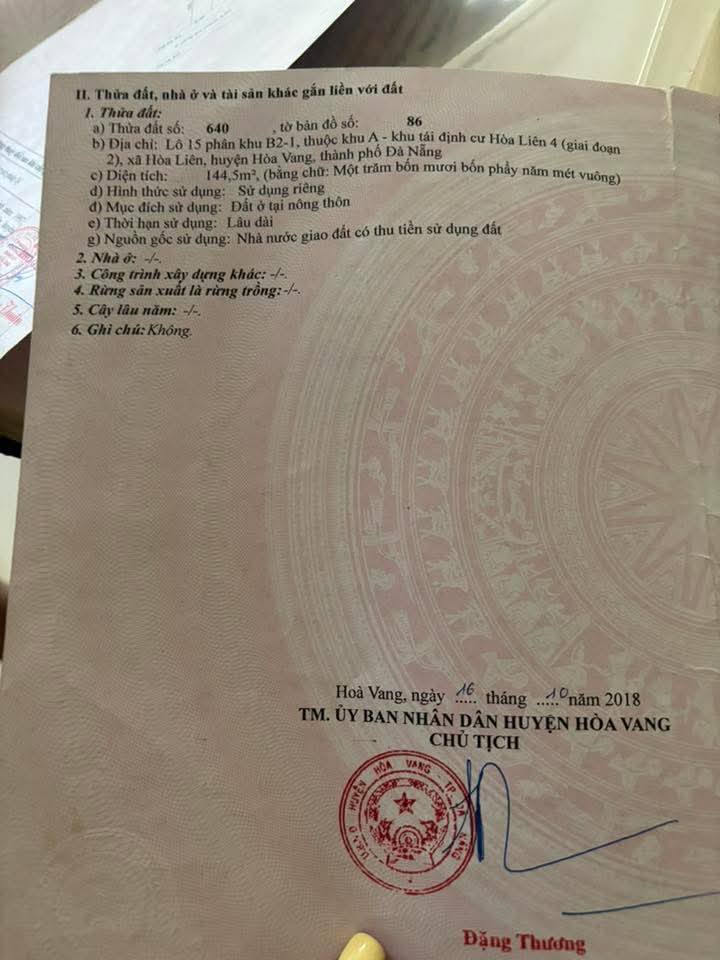 II. Thửa đất, nhà ở và tài sản khác gắn liền với đất
1. Thửa đất:
a) Thửa đất số: 640 , tờ bản đồ số: 86
b) Địa chỉ: Lô 15 phân khu B2-1, thuộc khu A - khu tái định cư Hòa Liên 4 (giai đoạn
2), xã Hòa Liên, huyện Hòa Vang, thành phố Đà Nẵng
c) Diện tích: 144,5m², (bằng chữ: Một trăm bốn mươi bốn phẩy năm mét vuông)
d) Hình thức sử dụng: Sử dụng riêng
đ) Mục đích sử dụng: Đất ở tại nông thôn
e) Thời hạn sử dụng: Lâu dài
g) Nguồn gốc sử dụng: Nhà nước giao đất có thu tiền sử dụng đất
2. Nhà ở: -/-.
3. Công trình xây dựng khác: -/-.
4. Rừng sản xuất là rừng trồng: -/-.
5. Cây lâu năm: -/-.
6. Ghi chú: Không.
Hoà Vang, ngày 16 tháng 10 năm 2018
TM. ỦY BAN NHÂN DÂN HUYỆN HÒA VANG
CHỦ TỊCH
U.B.N.D HUYỆN HÒA VANG - TP. ĐÀ NẴNG
Đặng Thương